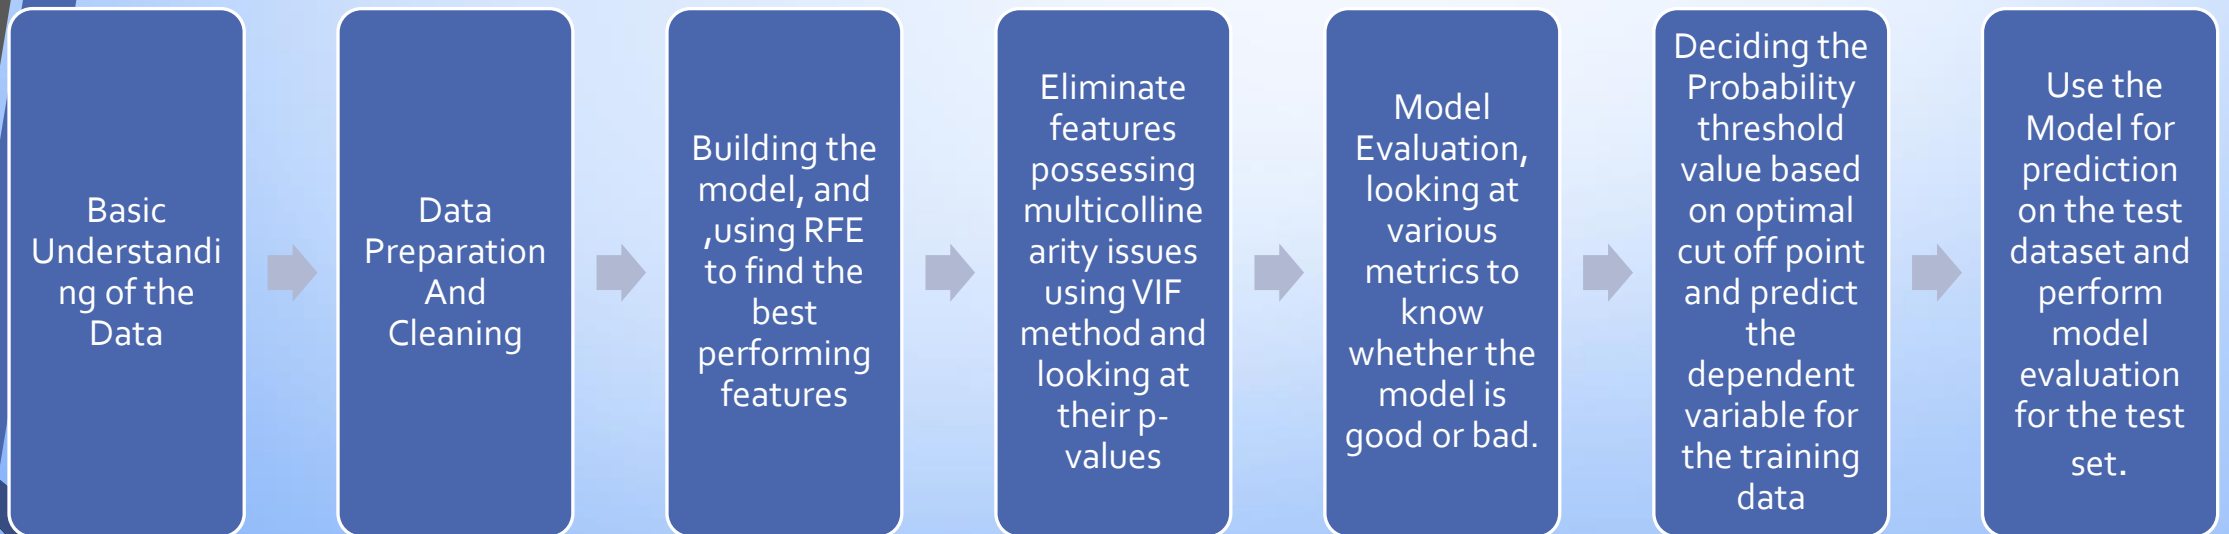 Basic
Understandi
ng of the
Data
Data
Preparation
And
Cleaning
Building the
model, and
,using RFE
to find the
best
performing
features
Eliminate
features
possessing
multicolline
arity issues
using VIF
method and
looking at
their p-
values
Model
Evaluation,
looking at
various
metrics to
know
whether the
model is
good or bad.
Deciding the
Probability
threshold
value based
on optimal
cut off point
and predict
the
dependent
variable for
the training
data
Use the
Model for
prediction
on the test
dataset and
perform
model
evaluation
for the test
set.